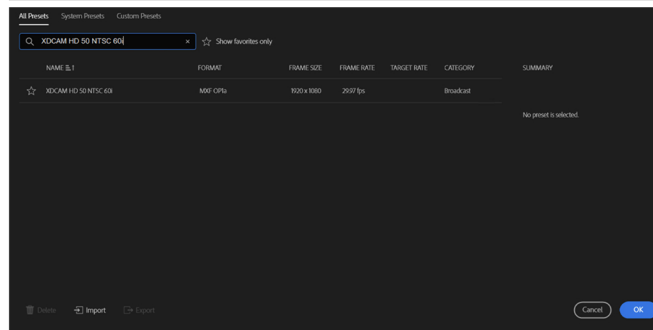 All Presets System Presets Custom Presets
XDCAM HD 50 NTSC 60i × Show favorites only
NAME 1 FORMAT FRAME SIZE FRAME RATE TARGET RATE CATEGORY SUMMARY
XDCAM HD 50 NTSC 60i MXF OP1a 1920 x 1080 29.97 fps Broadcast
No preset is selected.
Delete Import Export Cancel OK